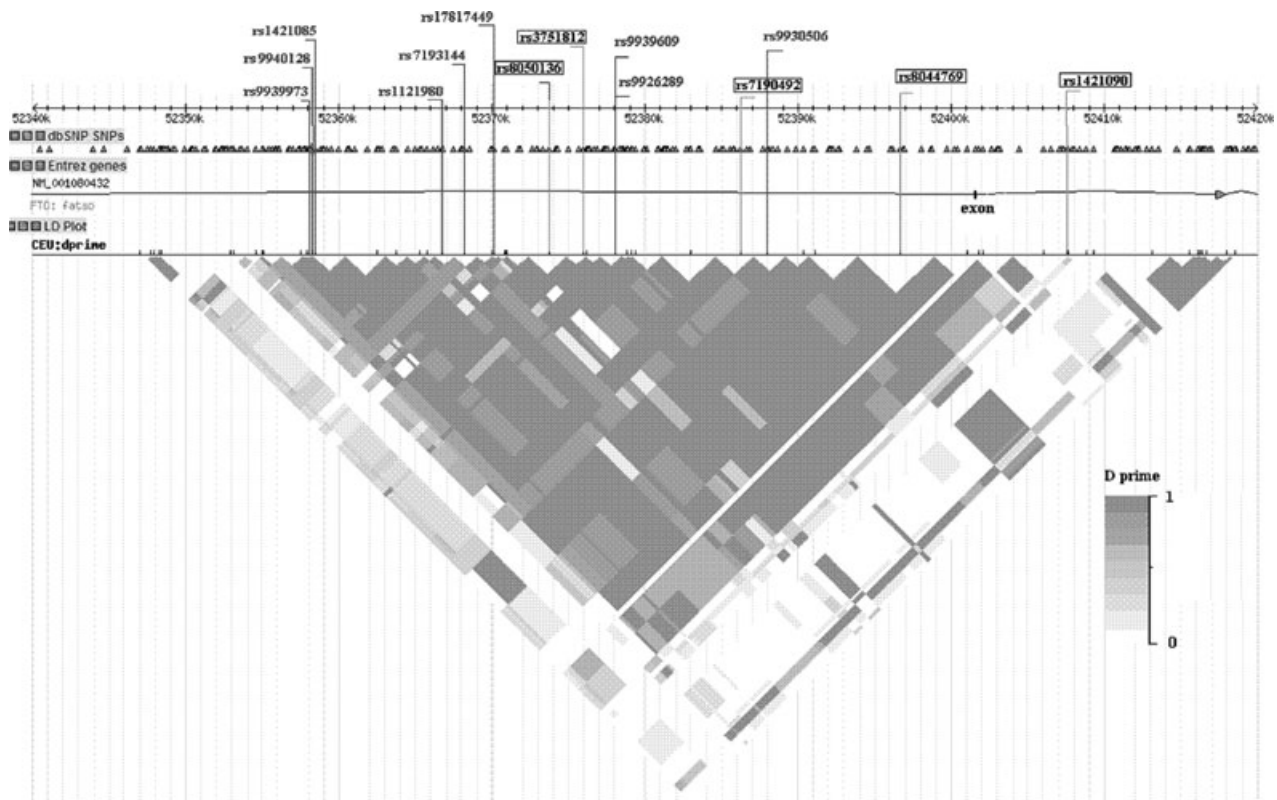 rs17817449
rs1421085
rs3751812
rs9939609
rs9930506
rs9940128
rs7193144
rs8050136
rs9926289
rs7190492
rs8044769
rs1421090
rs9939973
rs1121980
52340k 52350k 52360k 52370k 52380k 52390k 52400k 52410k 52420k
dbSNP SNPs
Entrez genes
NM_001080432
FTO: fatso
exon
LD Plot
CEU:dprime
D prime
1
0